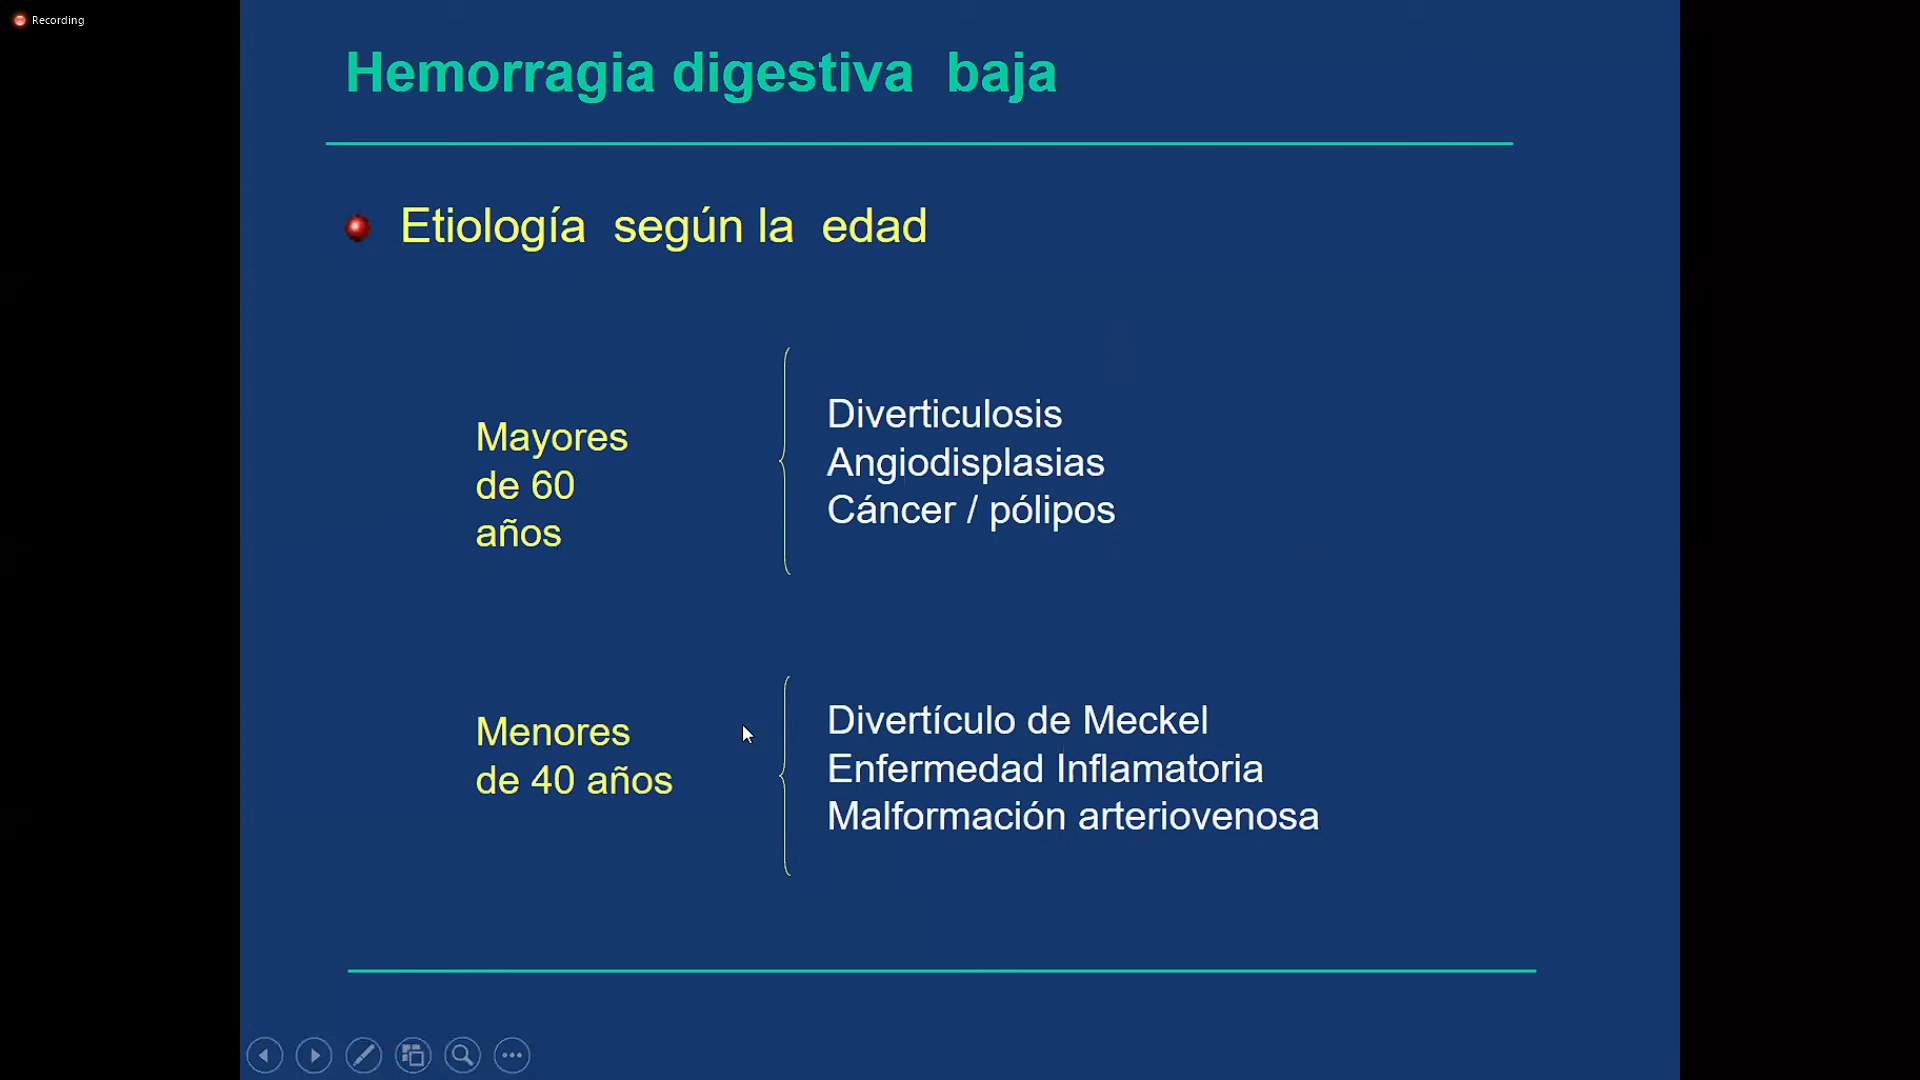 Recording
Hemorragia digestiva baja
Etiología según la edad
Mayores
de 60
años
Diverticulosis
Angiodisplasias
Cáncer / pólipos
Menores
de 40 años
Divertículo de Meckel
Enfermedad Inflamatoria
Malformación arteriovenosa